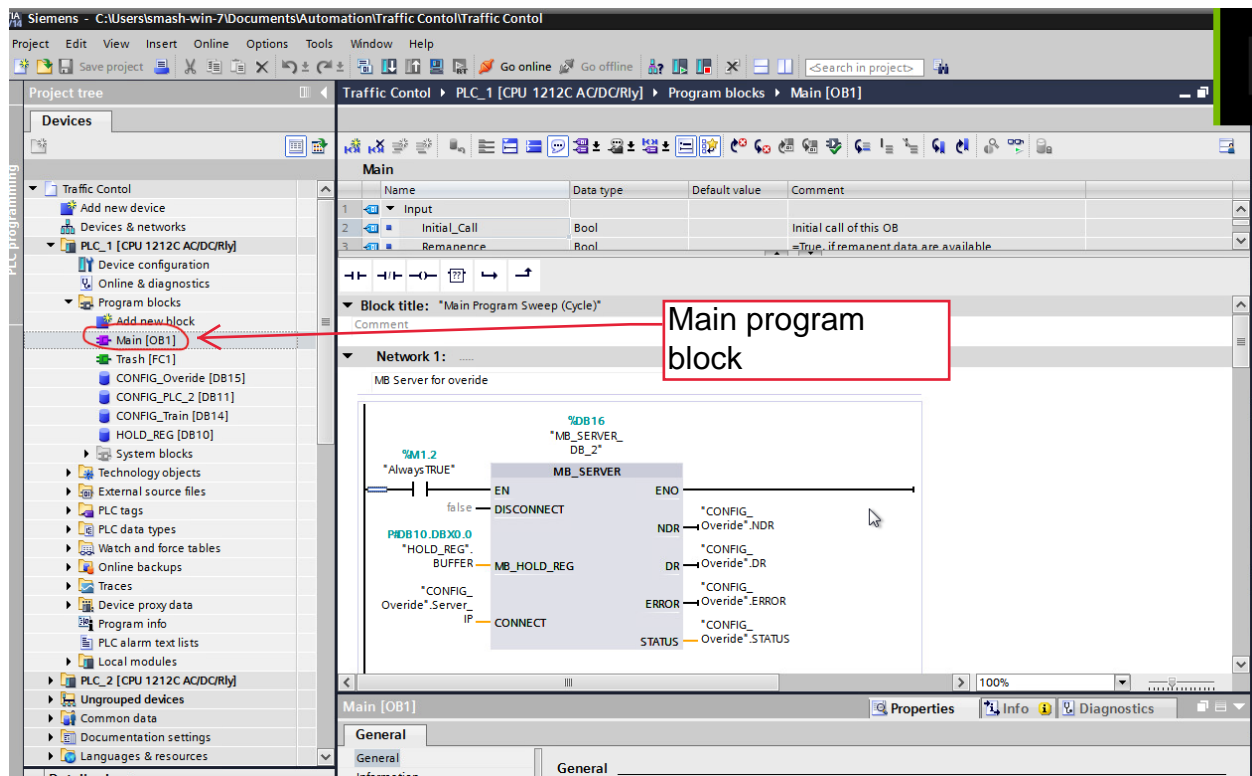 Siemens - C:\Users\smash-win-7\Documents\Automation\Traffic Contol\Traffic Contol
Project Edit View Insert Online Options Tools Window Help
Save project Go online Go offline <Search in project>
Project tree
Traffic Contol ▸ PLC_1 [CPU 1212C AC/DC/Rly] ▸ Program blocks ▸ Main [OB1]
Devices
PLC programming
Traffic Contol
Add new device
Devices & networks
PLC_1 [CPU 1212C AC/DC/Rly]
Device configuration
Online & diagnostics
Program blocks
Add new block
Main [OB1]
Trash [FC1]
CONFIG_Overide [DB15]
CONFIG_PLC_2 [DB11]
CONFIG_Train [DB14]
HOLD_REG [DB10]
System blocks
Technology objects
External source files
PLC tags
PLC data types
Watch and force tables
Online backups
Traces
Device proxy data
Program info
PLC alarm text lists
Local modules
PLC_2 [CPU 1212C AC/DC/Rly]
Ungrouped devices
Common data
Documentation settings
Languages & resources
Main
Name Data type Default value Comment
1 Input
2 Initial_Call Bool Initial call of this OB
3 Remanence Bool =True, if remanent data are available
??
Block title: "Main Program Sweep (Cycle)"
Comment
Main program
block
Network 1: .....
MB Server for overide
%DB16
"MB_SERVER_
DB_2"
%M1.2
"AlwaysTRUE"
MB_SERVER
EN ENO
false DISCONNECT
"CONFIG_
NDR Overide".NDR
P#DB10.DBX0.0
"HOLD_REG".
BUFFER MB_HOLD_REG
"CONFIG_
DR Overide".DR
"CONFIG_
Overide".Server_
IP CONNECT
"CONFIG_
ERROR Overide".ERROR
"CONFIG_
STATUS Overide".STATUS
100%
Main [OB1]
Properties Info Diagnostics
General
General
General